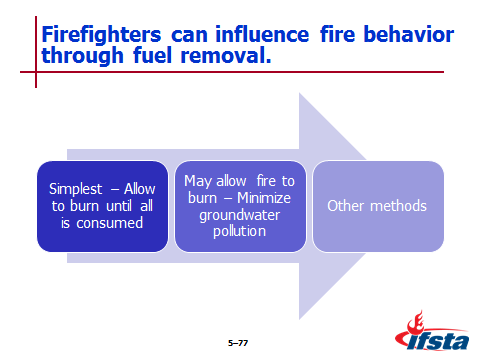 Firefighters can influence fire behavior
through fuel removal.
Simplest – Allow
to burn until all
is consumed
May allow fire to
burn – Minimize
groundwater
pollution
Other methods
5–77
ifsta